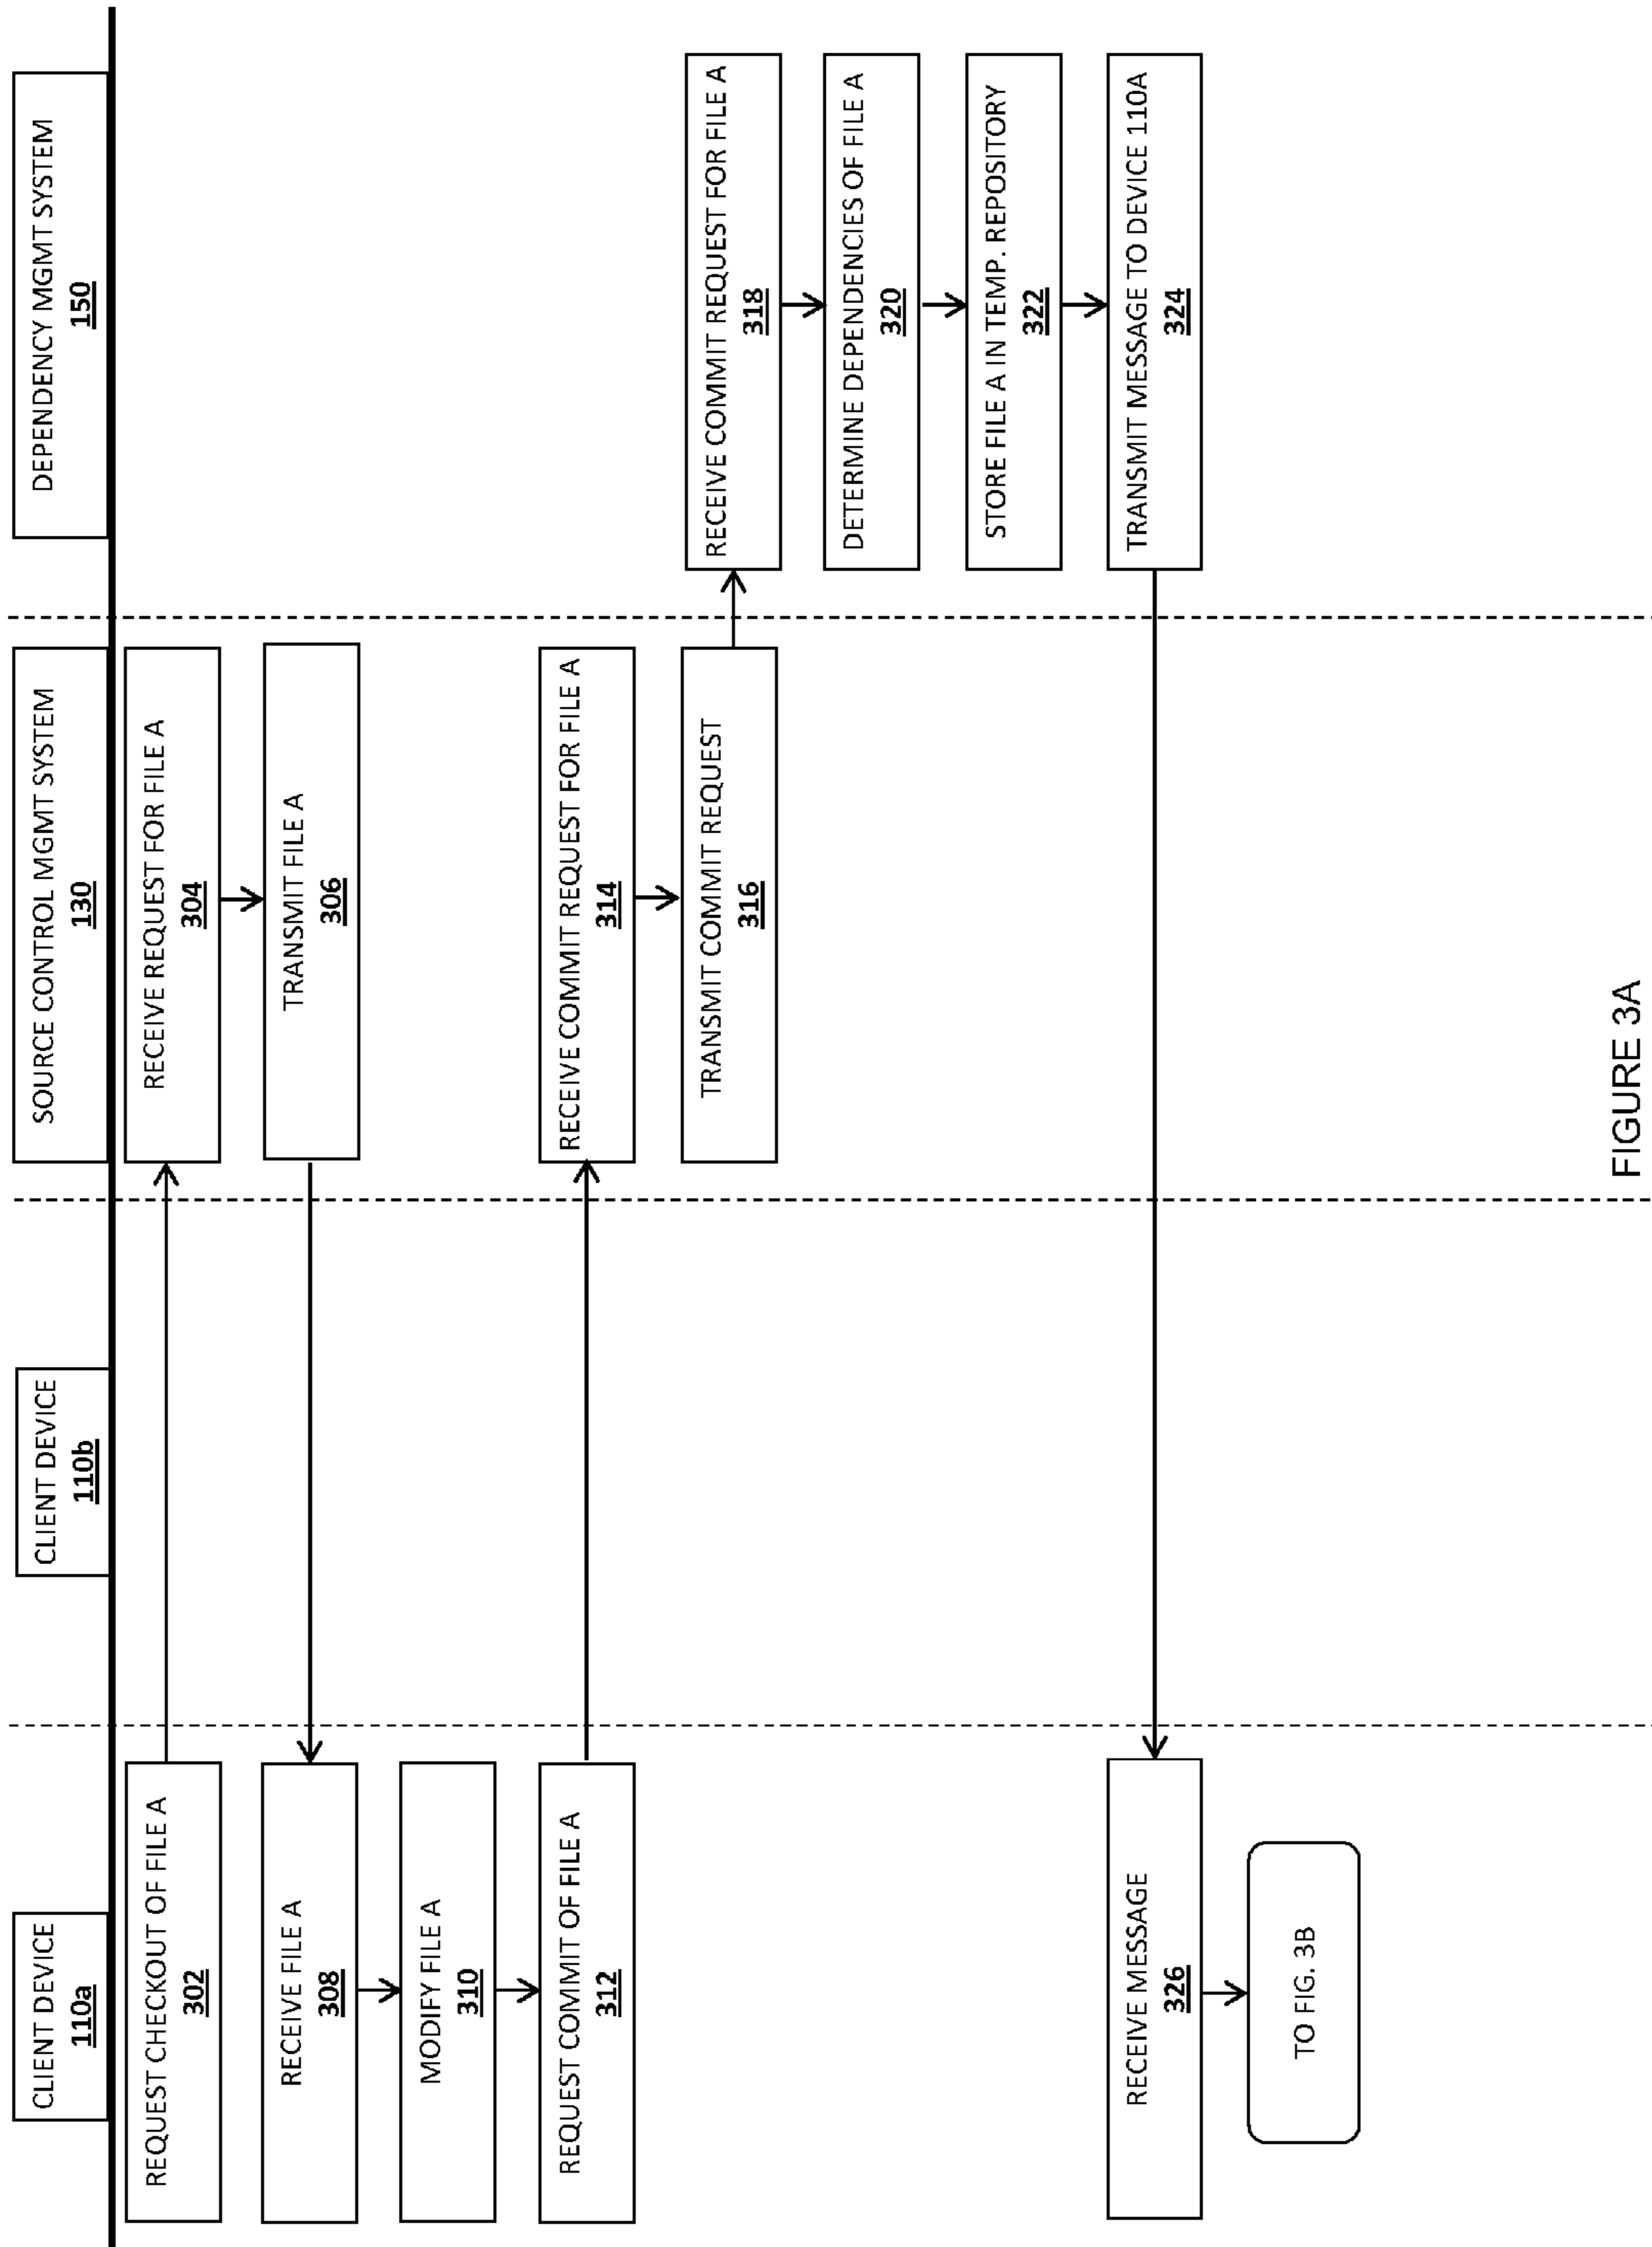 CLIENT DEVICE
110a
CLIENT DEVICE
110b
SOURCE CONTROL MGMT SYSTEM
130
DEPENDENCY MGMT SYSTEM
150
REQUEST CHECKOUT OF FILE A
302
RECEIVE REQUEST FOR FILE A
304
TRANSMIT FILE A
306
RECEIVE FILE A
308
MODIFY FILE A
310
REQUEST COMMIT OF FILE A
312
RECEIVE COMMIT REQUEST FOR FILE A
314
TRANSMIT COMMIT REQUEST
316
RECEIVE COMMIT REQUEST FOR FILE A
318
DETERMINE DEPENDENCIES OF FILE A
320
STORE FILE A IN TEMP. REPOSITORY
322
TRANSMIT MESSAGE TO DEVICE 110A
324
RECEIVE MESSAGE
326
TO FIG. 3B
FIGURE 3A